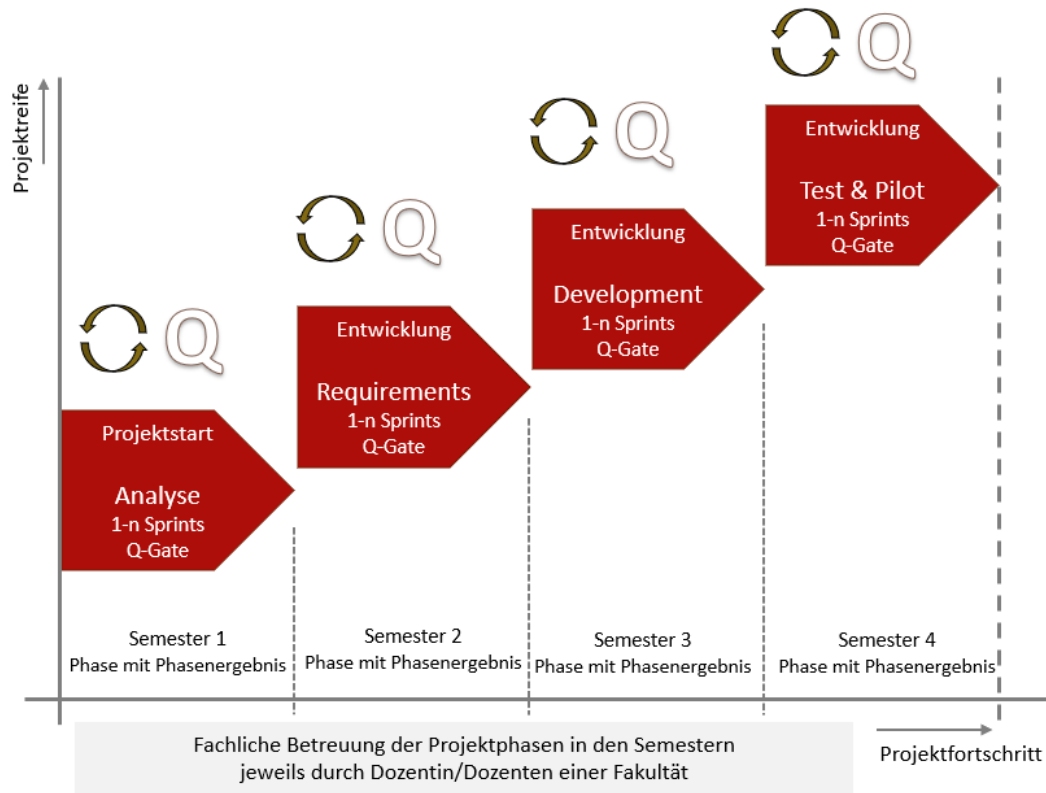 Projektreife
Q
Projektstart
Analyse
1-n Sprints
Q-Gate
Q
Entwicklung
Requirements
1-n Sprints
Q-Gate
Q
Entwicklung
Development
1-n Sprints
Q-Gate
Q
Entwicklung
Test & Pilot
1-n Sprints
Q-Gate
Semester 1
Phase mit Phasenergebnis
Semester 2
Phase mit Phasenergebnis
Semester 3
Phase mit Phasenergebnis
Semester 4
Phase mit Phasenergebnis
Fachliche Betreuung der Projektphasen in den Semestern
jeweils durch Dozentin/Dozenten einer Fakultät
Projektfortschritt